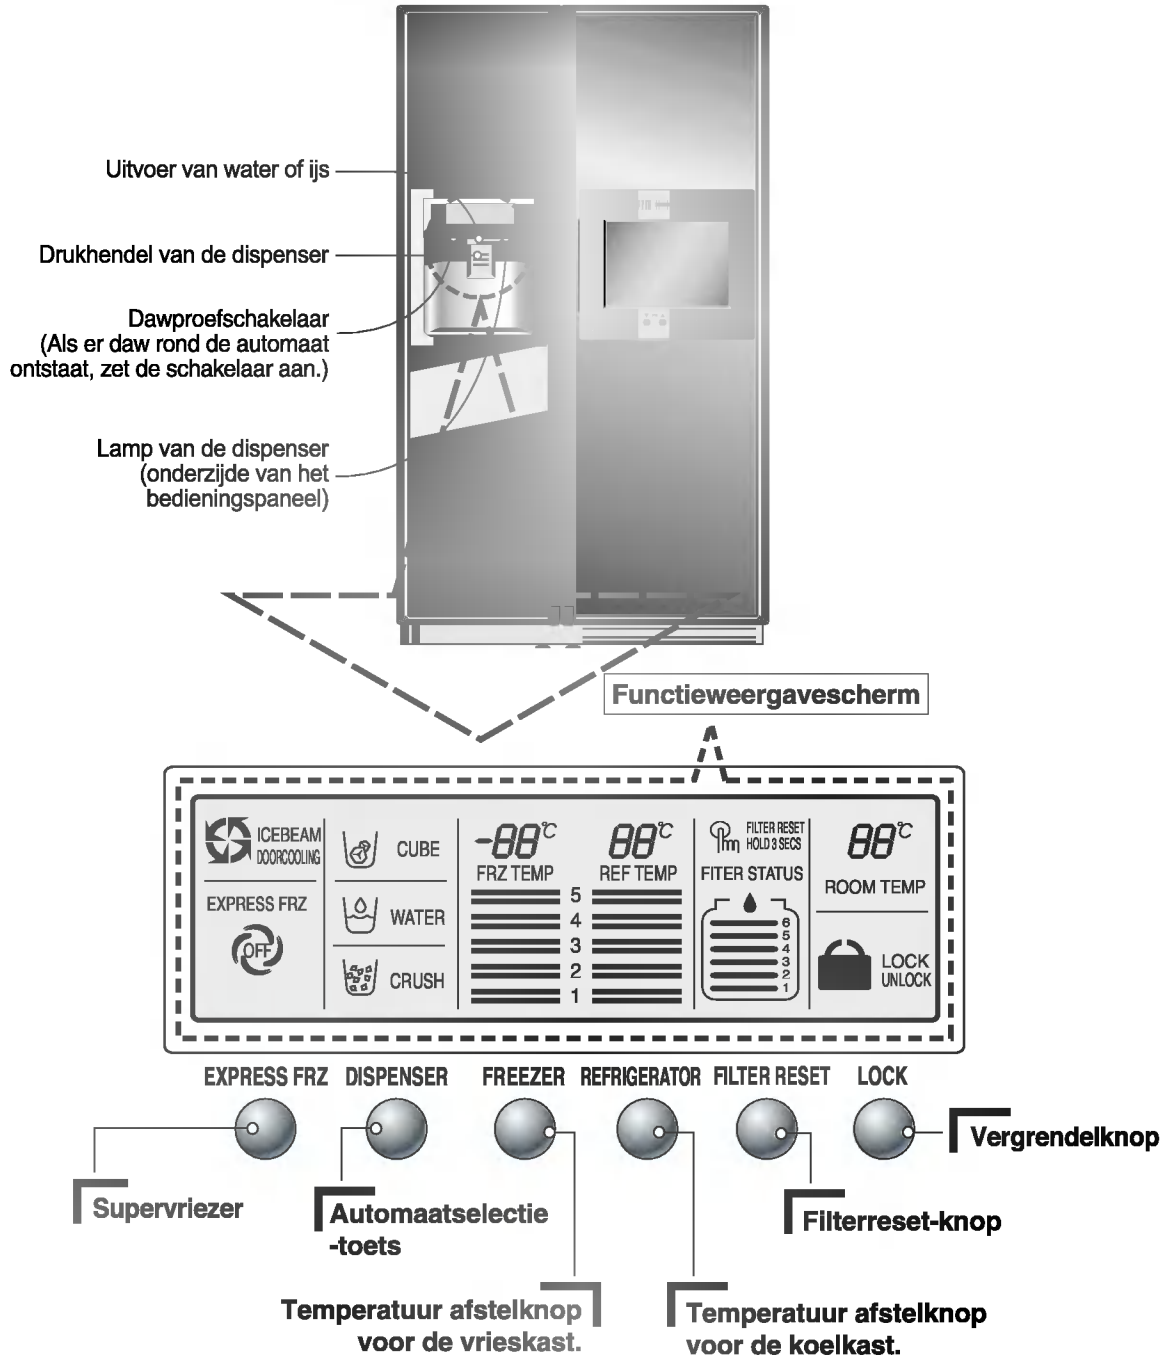 Uitvoer van water of ijs
Drukhendel van de dispenser
Dawproefschakelaar
(Als er daw rond de automaat
ontstaat, zet de schakelaar aan.)
Lamp van de dispenser
(onderzijde van het
bedieningspaneel)
Functieweergavescherm
ICEBEAM
DOORCOOLING
EXPRESS FRZ
OFF
CUBE
WATER
CRUSH
-88°C
FRZ TEMP
88°C
REF TEMP
5
4
3
2
1
FILTER RESET
HOLD 3 SECS
FITER STATUS
6
5
4
3
2
1
88°C
ROOM TEMP
LOCK
UNLOCK
EXPRESS FRZ DISPENSER FREEZER REFRIGERATOR FILTER RESET LOCK
Vergrendelknop
Supervriezer
Automaatselectie
-toets
Filterreset-knop
Temperatuur afstelknop
voor de vrieskast.
Temperatuur afstelknop
voor de koelkast.